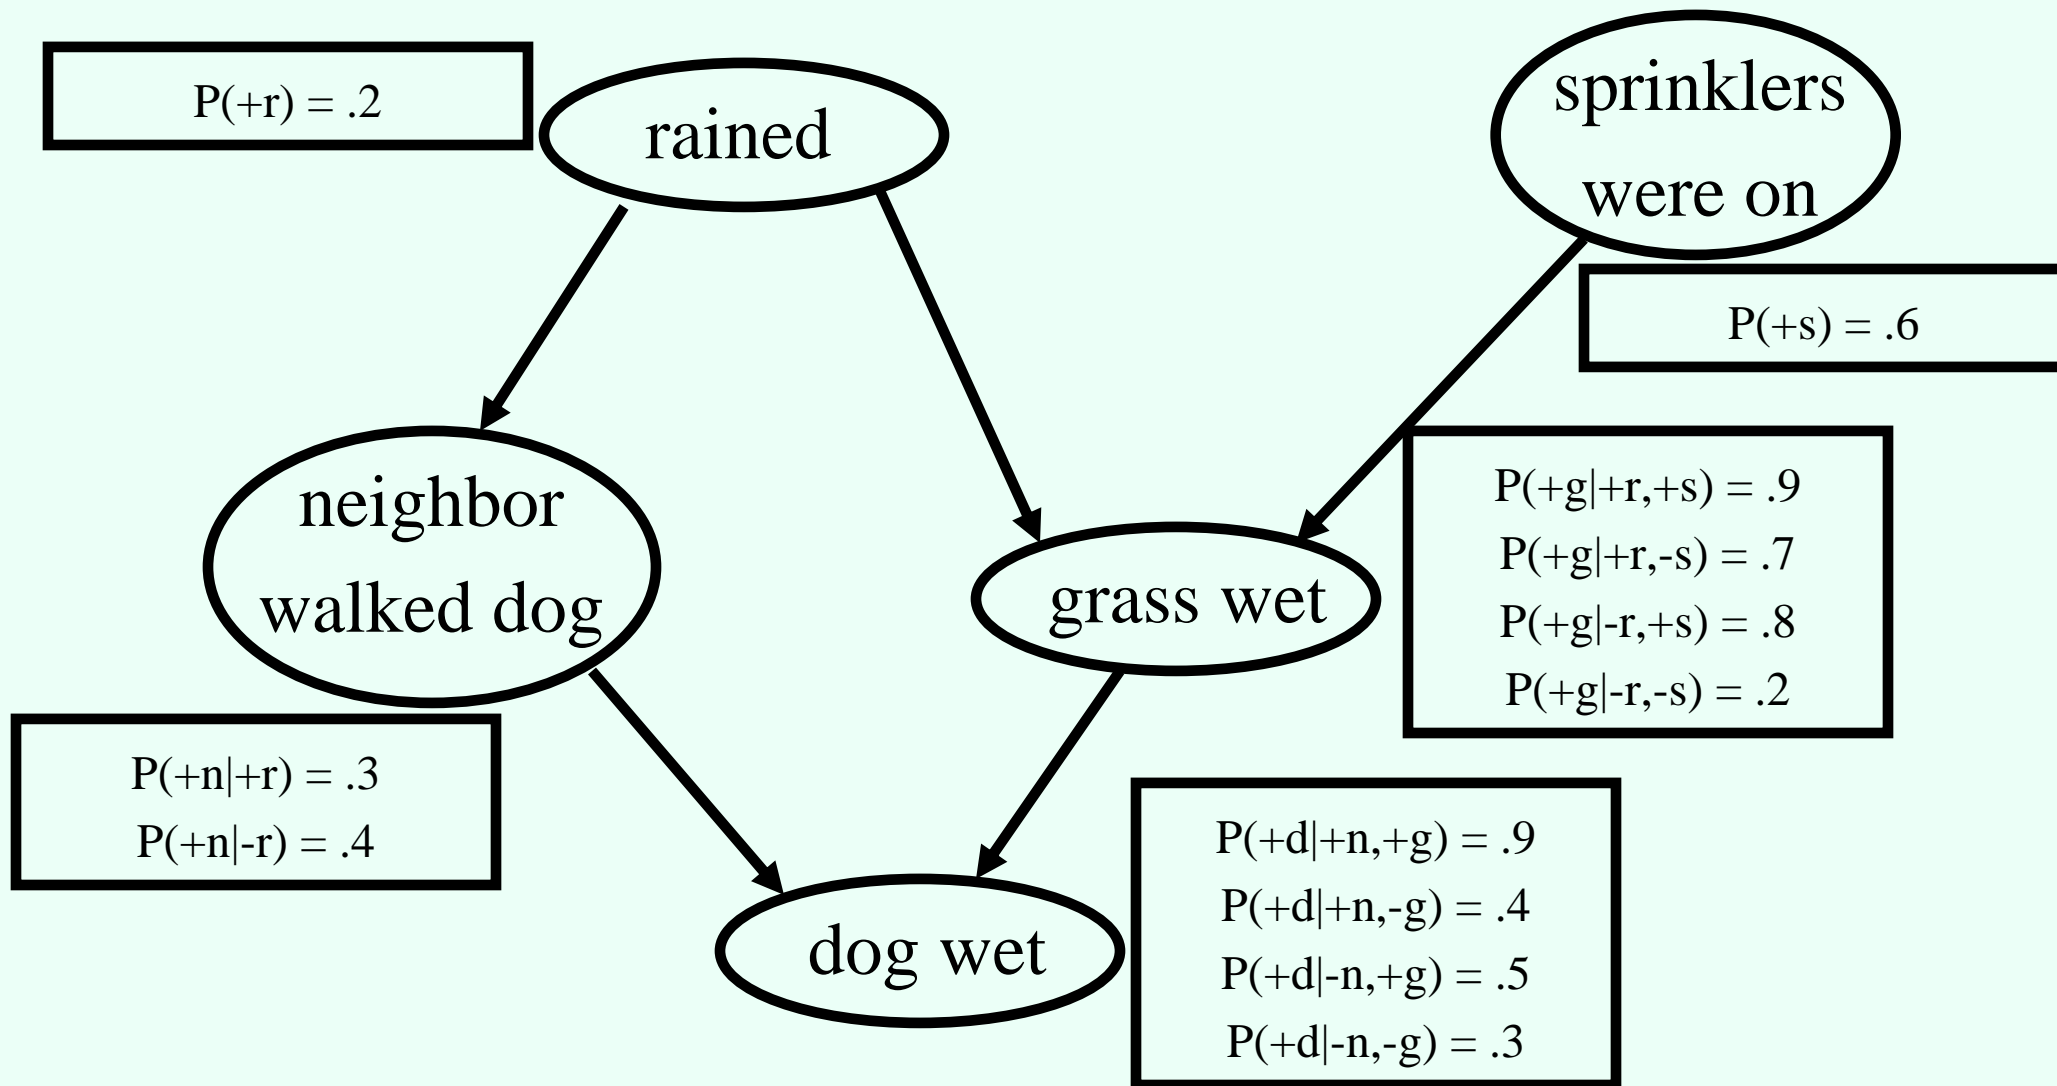 P(+r) = .2
rained
sprinklers
were on
P(+s) = .6
neighbor
walked dog
grass wet
P(+g|+r,+s) = .9
P(+g|+r,-s) = .7
P(+g|-r,+s) = .8
P(+g|-r,-s) = .2
P(+n|+r) = .3
P(+n|-r) = .4
dog wet
P(+d|+n,+g) = .9
P(+d|+n,-g) = .4
P(+d|-n,+g) = .5
P(+d|-n,-g) = .3